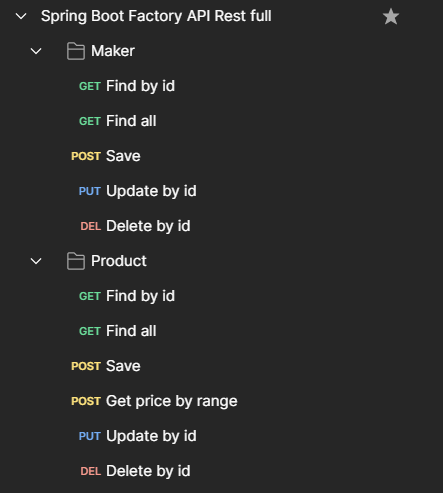 Spring Boot Factory API Rest full
Maker
GET Find by id
GET Find all
POST Save
PUT Update by id
DEL Delete by id
Product
GET Find by id
GET Find all
POST Save
POST Get price by range
PUT Update by id
DEL Delete by id